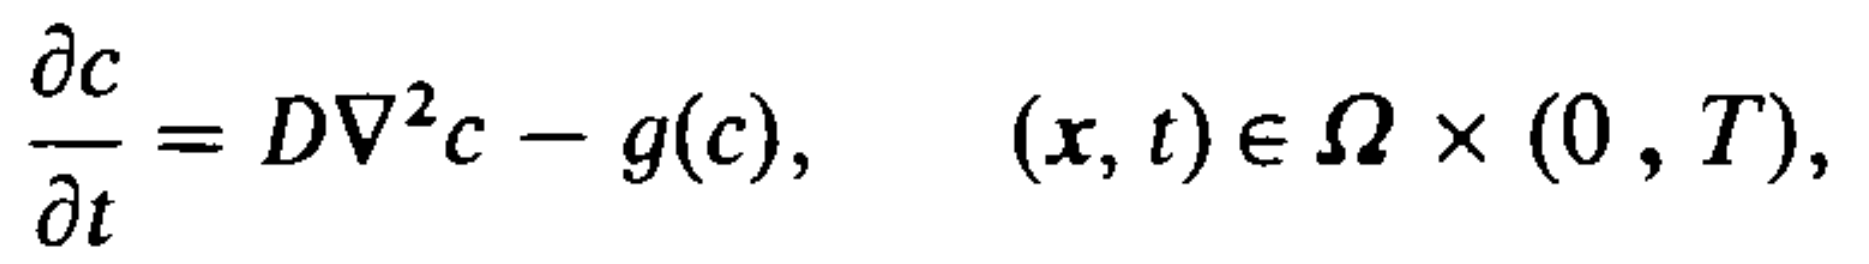 ∂c/∂t = D∇²c − g(c), (x, t) ∈ Ω × (0 , T),